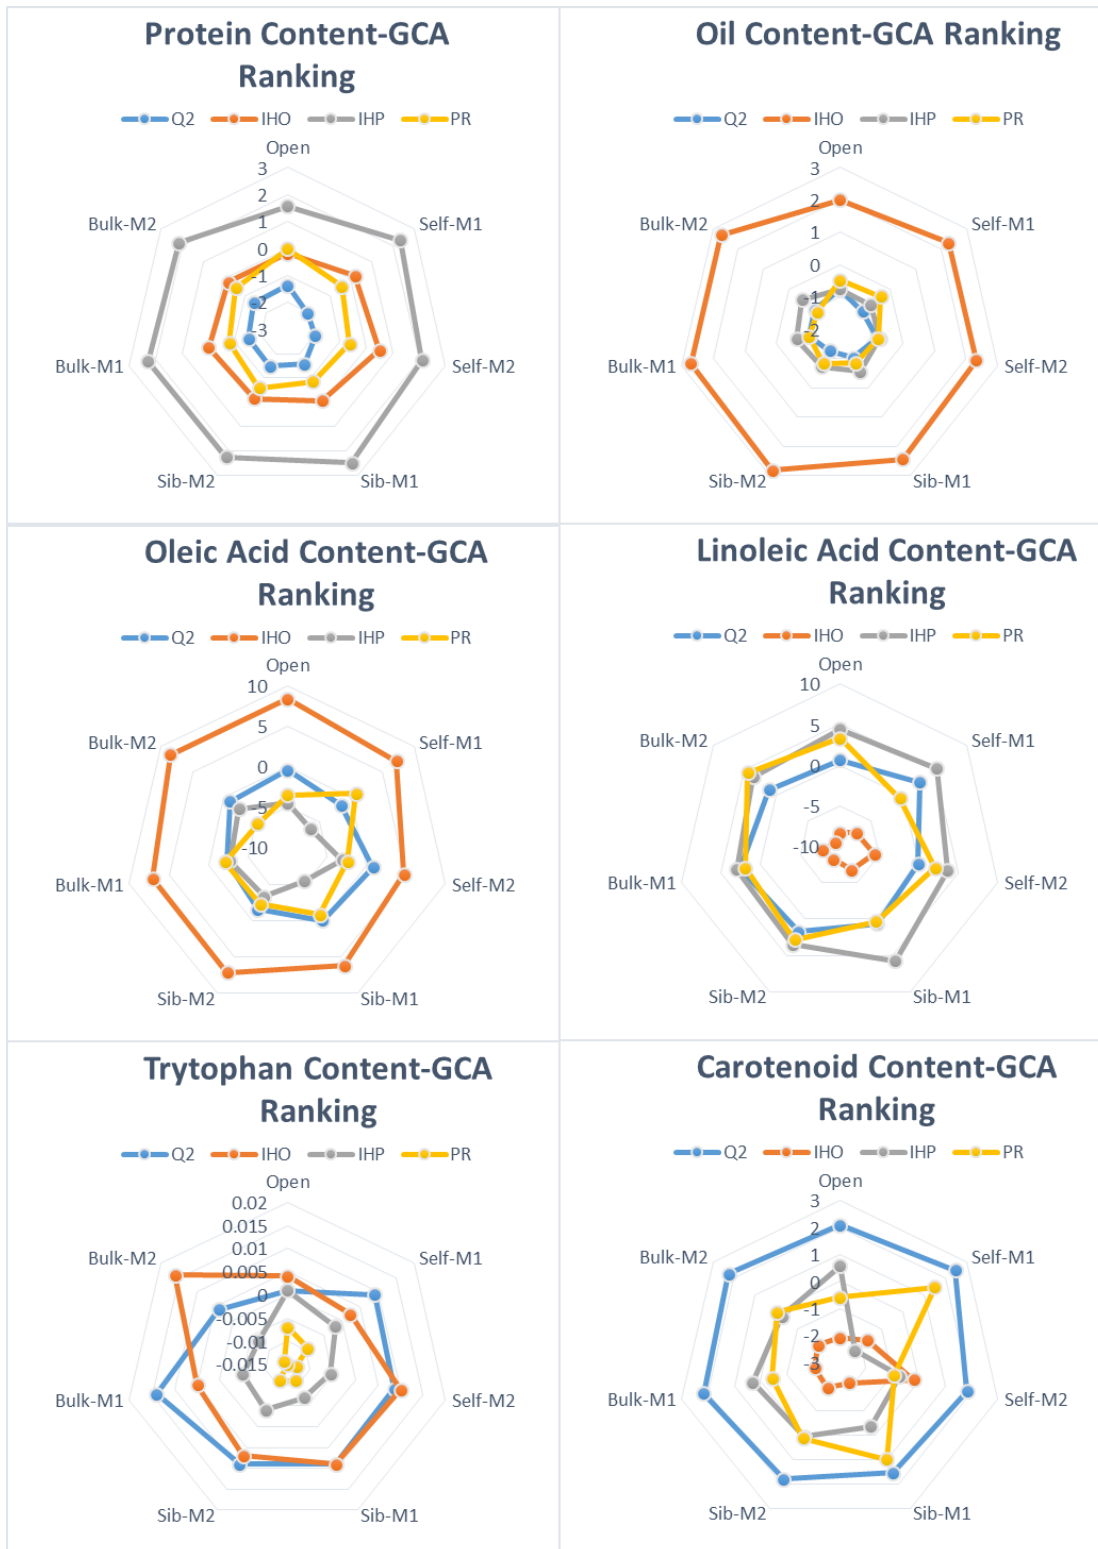 Protein Content-GCA
Ranking
Q2 IHO IHP PR
Open
3
2
1
0
-1
-2
-3
Self-M1
Self-M2
Sib-M1
Sib-M2
Bulk-M1
Bulk-M2
Oil Content-GCA Ranking
Q2 IHO IHP PR
Open
3
2
1
0
-1
-2
Self-M1
Self-M2
Sib-M1
Sib-M2
Bulk-M1
Bulk-M2
Oleic Acid Content-GCA
Ranking
Q2 IHO IHP PR
Open
10
5
0
-5
-10
Self-M1
Self-M2
Sib-M1
Sib-M2
Bulk-M1
Bulk-M2
Linoleic Acid Content-GCA
Ranking
Q2 IHO IHP PR
Open
10
5
0
-5
-10
Self-M1
Self-M2
Sib-M1
Sib-M2
Bulk-M1
Bulk-M2
Trytophan Content-GCA
Ranking
Q2 IHO IHP PR
Open
0.02
0.015
0.01
0.005
0
-0.005
-0.01
-0.015
Self-M1
Self-M2
Sib-M1
Sib-M2
Bulk-M1
Bulk-M2
Carotenoid Content-GCA
Ranking
Q2 IHO IHP PR
Open
3
2
1
0
-1
-2
-3
Self-M1
Self-M2
Sib-M1
Sib-M2
Bulk-M1
Bulk-M2